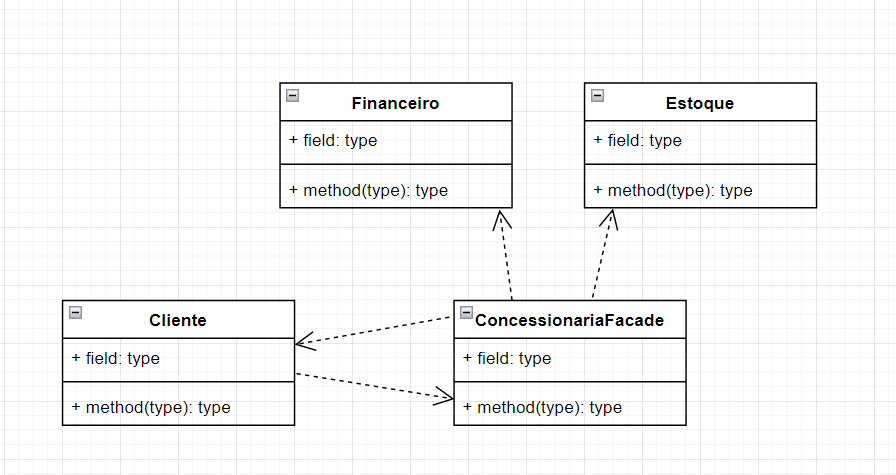 Financeiro
+ field: type
+ method(type): type
Estoque
+ field: type
+ method(type): type
Cliente
+ field: type
+ method(type): type
ConcessionariaFacade
+ field: type
+ method(type): type